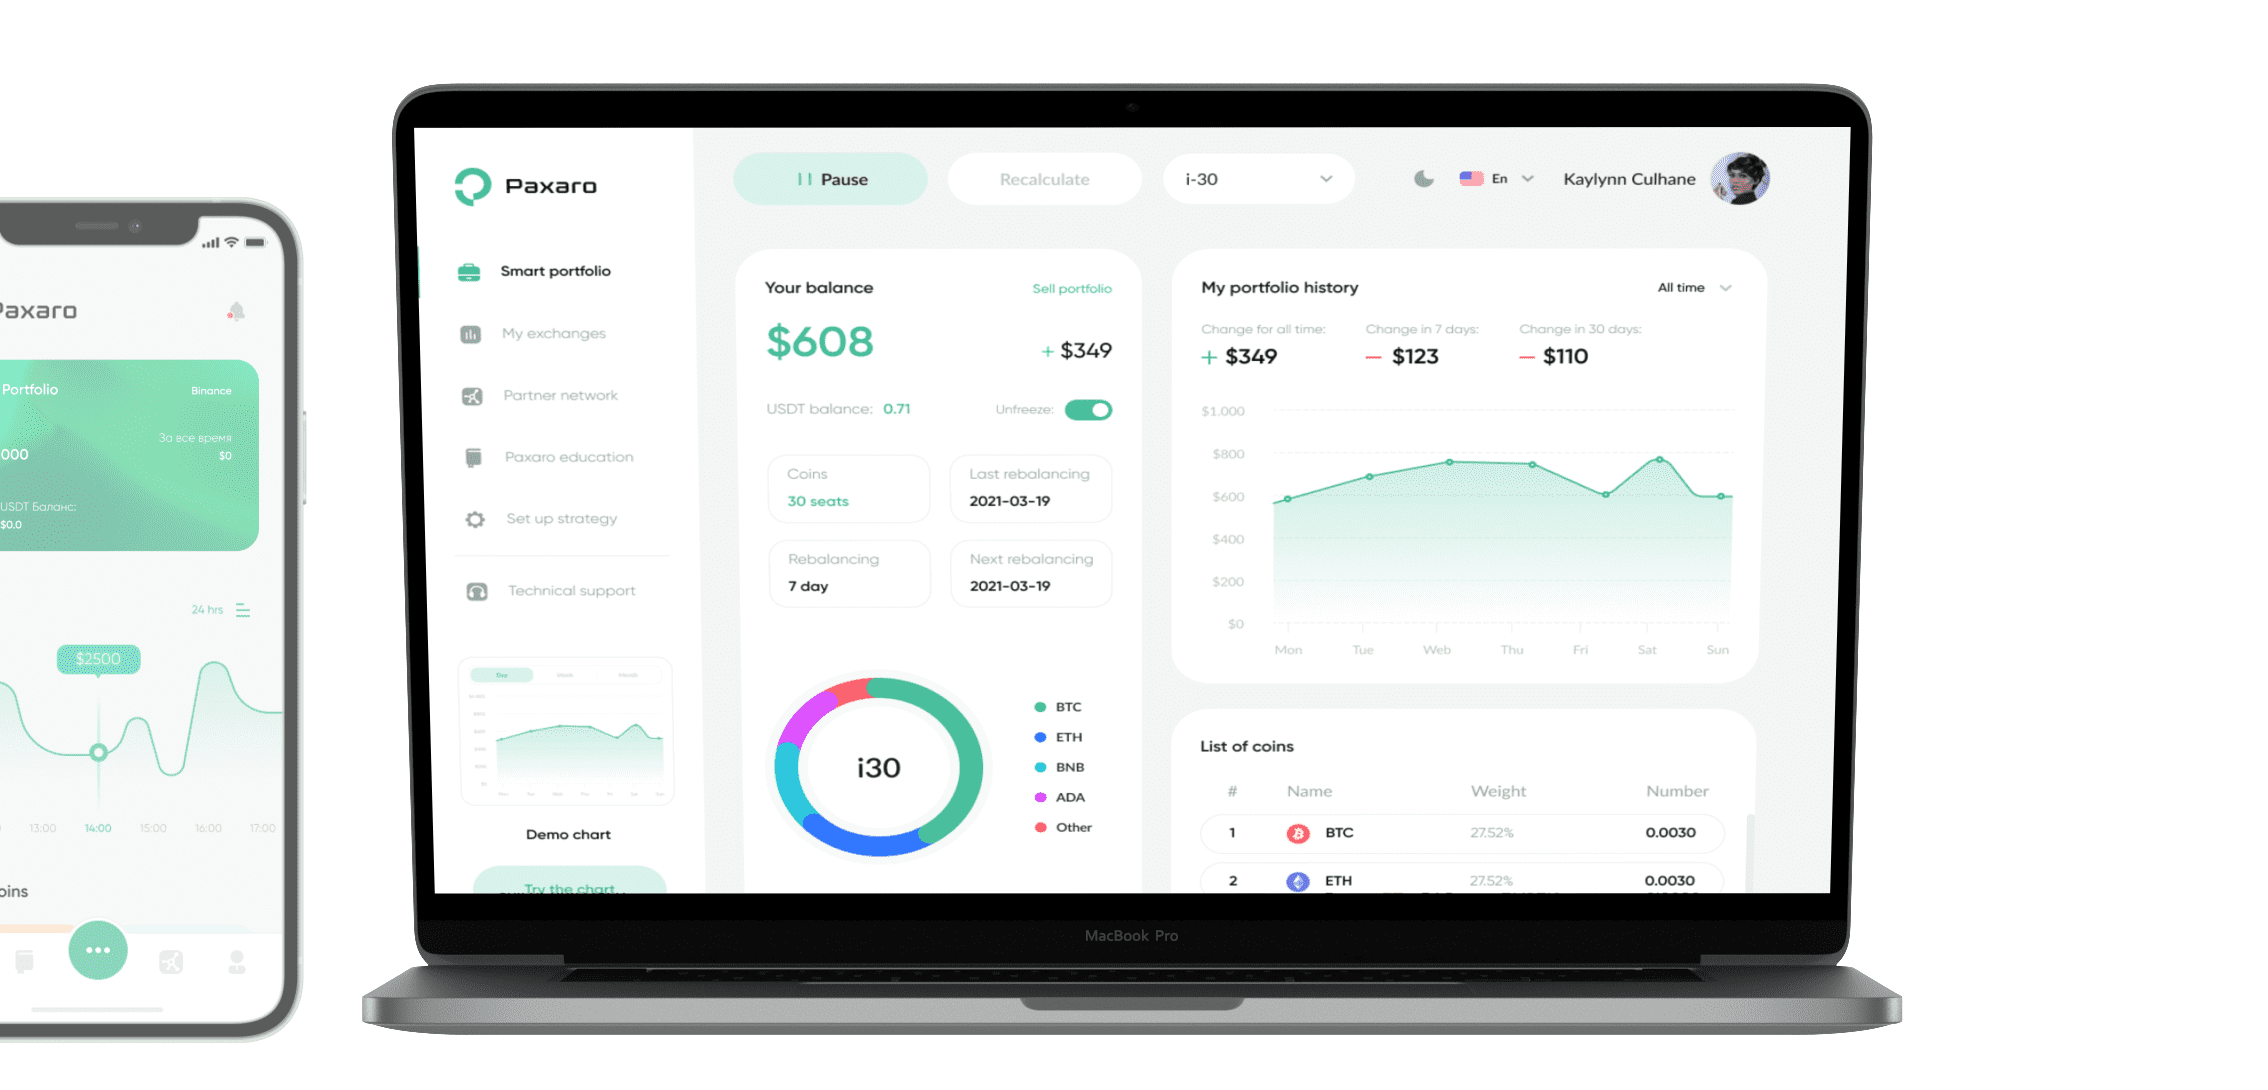 Paxaro
Portfolio
Binance
За все время
000
$0
USDT Баланс:
$0.0
24 hrs
$2500
13:00
14:00
15:00
16:00
17:00
oins
Paxaro
Smart portfolio
My exchanges
Partner network
Paxaro education
Set up strategy
Technical support
Day
Demo chart
Try the chart
Pause
Recalculate
i-30
En
Kaylynn Culhane
Your balance
Sell portfolio
$608
+ $349
USDT balance: 0.71
Unfreeze:
Coins
30 seats
Last rebalancing
2021-03-19
Rebalancing
7 day
Next rebalancing
2021-03-19
i30
BTC
ETH
BNB
ADA
Other
My portfolio history
All time
Change for all time:
+ $349
Change in 7 days:
— $123
Change in 30 days:
— $110
$1.000
$800
$600
$400
$200
$0
Mon
Tue
Web
Thu
Fri
Sat
Sun
List of coins
# Name Weight Number
1 BTC 27.52% 0.0030
2 ETH 27.52% 0.0030
MacBook Pro